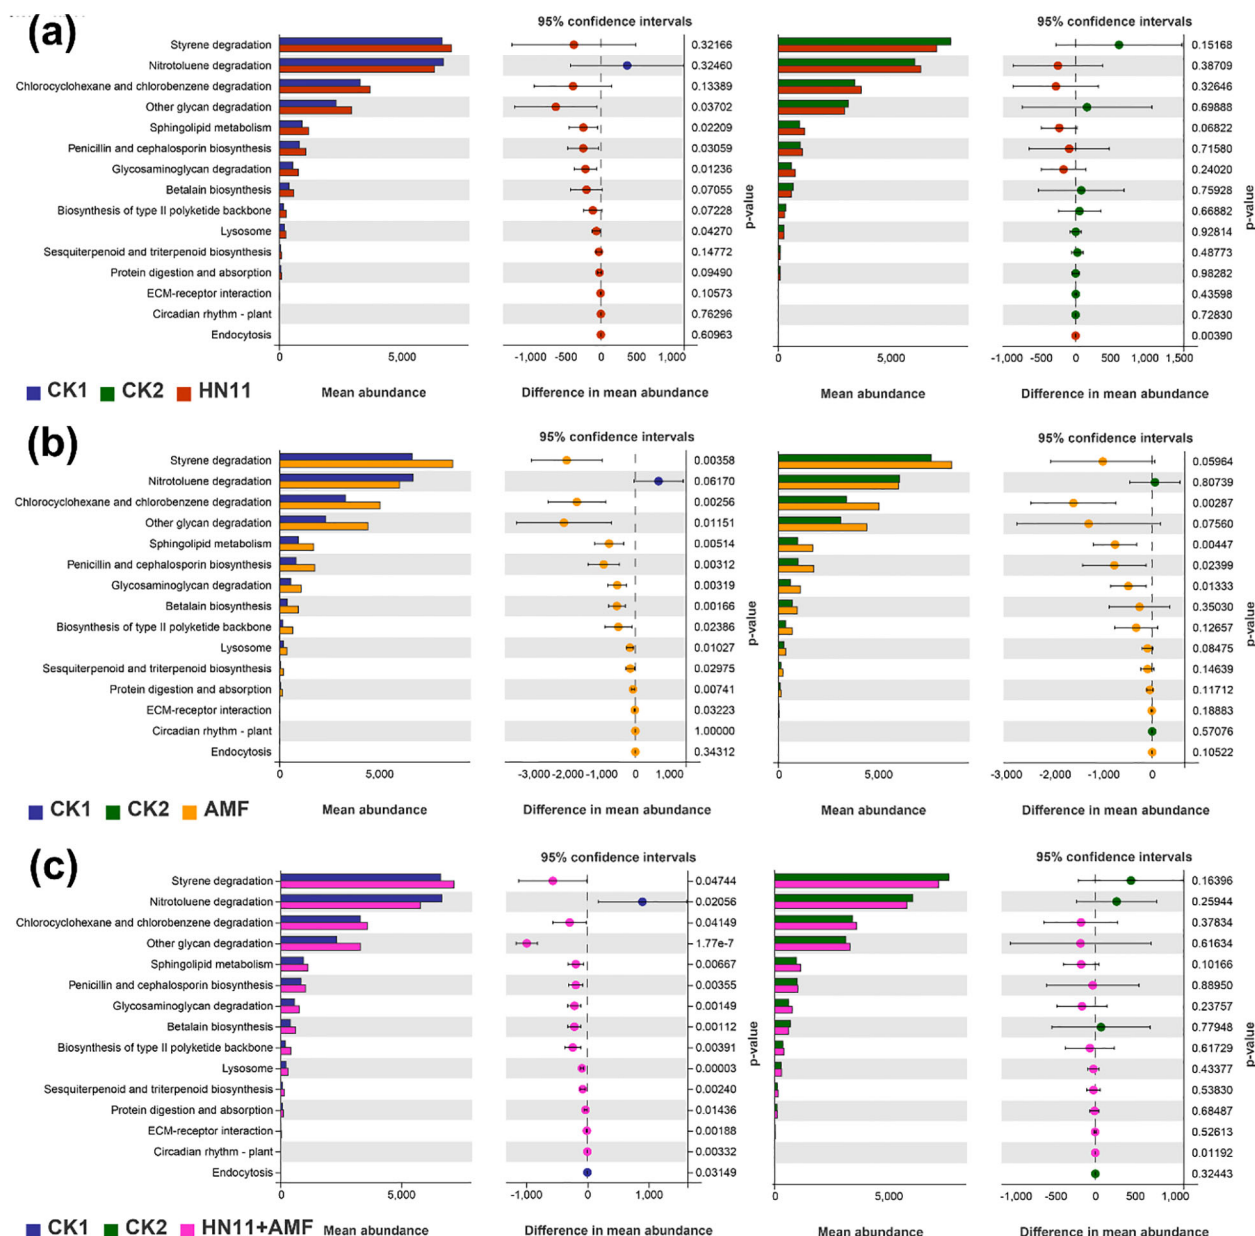 (a)
95% confidence intervals
95% confidence intervals
Styrene degradation 0.32166 0.15168
Nitrotoluene degradation 0.32460 0.38709
Chlorocyclohexane and chlorobenzene degradation 0.13389 0.32646
Other glycan degradation 0.03702 0.69888
Sphingolipid metabolism 0.02209 0.06822
Penicillin and cephalosporin biosynthesis 0.03059 0.71580
Glycosaminoglycan degradation 0.01236 0.24020
Betalain biosynthesis 0.07055 0.75928
Biosynthesis of type II polyketide backbone 0.07228 0.66882
Lysosome 0.04270 0.92814
Sesquiterpenoid and triterpenoid biosynthesis 0.14772 0.48773
Protein digestion and absorption 0.09490 0.98282
ECM-receptor interaction 0.10573 0.43598
Circadian rhythm - plant 0.76296 0.72830
Endocytosis 0.60963 0.00390
p-value
p-value
0 5,000 -1,000 -500 0 500 1,000 0 5,000 -1,000 -500 0 500 1,000 1,500
CK1 CK2 HN11
Mean abundance Difference in mean abundance Mean abundance Difference in mean abundance
(b)
95% confidence intervals
95% confidence intervals
Styrene degradation 0.00358 0.05964
Nitrotoluene degradation 0.06170 0.80739
Chlorocyclohexane and chlorobenzene degradation 0.00256 0.00287
Other glycan degradation 0.01151 0.07560
Sphingolipid metabolism 0.00514 0.00447
Penicillin and cephalosporin biosynthesis 0.00312 0.02399
Glycosaminoglycan degradation 0.00319 0.01333
Betalain biosynthesis 0.00166 0.35030
Biosynthesis of type II polyketide backbone 0.02386 0.12657
Lysosome 0.01027 0.08475
Sesquiterpenoid and triterpenoid biosynthesis 0.02975 0.14639
Protein digestion and absorption 0.00741 0.11712
ECM-receptor interaction 0.03223 0.18883
Circadian rhythm - plant 1.00000 0.57076
Endocytosis 0.34312 0.10522
p-value
p-value
0 5,000 -3,000 -2,000 -1,000 0 1,000 0 5,000 -3,000 -2,000 -1,000 0
CK1 CK2 AMF
Mean abundance Difference in mean abundance Mean abundance Difference in mean abundance
(c)
95% confidence intervals
95% confidence intervals
Styrene degradation 0.04744 0.16396
Nitrotoluene degradation 0.02056 0.25944
Chlorocyclohexane and chlorobenzene degradation 0.04149 0.37834
Other glycan degradation 1.77e-7 0.61634
Sphingolipid metabolism 0.00667 0.10166
Penicillin and cephalosporin biosynthesis 0.00355 0.88950
Glycosaminoglycan degradation 0.00149 0.23757
Betalain biosynthesis 0.00112 0.77948
Biosynthesis of type II polyketide backbone 0.00391 0.61729
Lysosome 0.00003 0.43377
Sesquiterpenoid and triterpenoid biosynthesis 0.00240 0.53830
Protein digestion and absorption 0.01436 0.68487
ECM-receptor interaction 0.00188 0.52613
Circadian rhythm - plant 0.00332 0.01192
Endocytosis 0.03149 0.32443
p-value
p-value
0 5,000 -1,000 0 1,000 0 5,000 -1,000 -500 0 500 1,000
CK1 CK2 HN11+AMF
Mean abundance Difference in mean abundance Mean abundance Difference in mean abundance